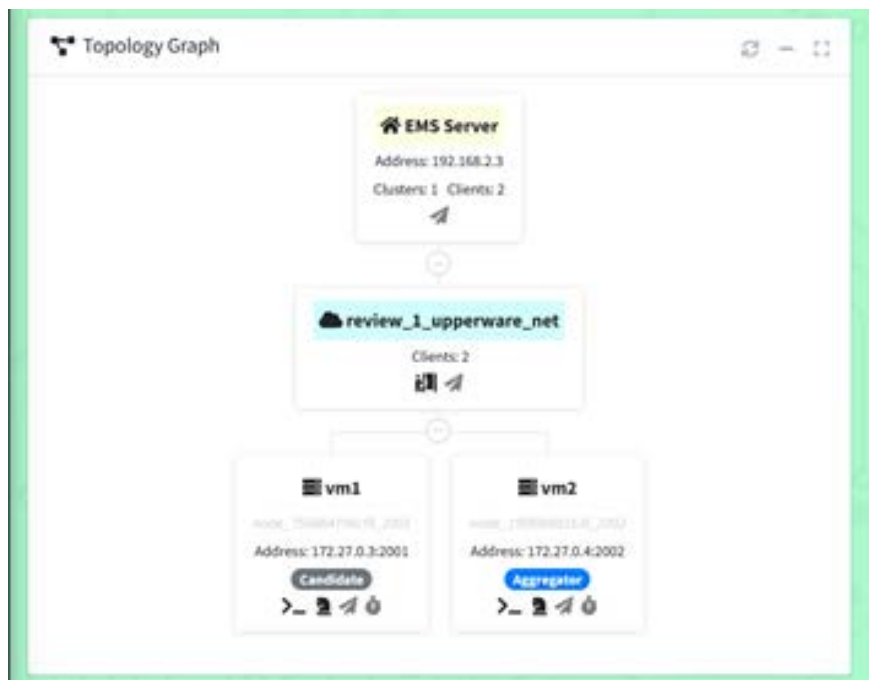 Topology Graph
EMS Server
Address: 192.168.2.3
Clusters: 1 Clients: 2
review_1_upperware_net
Clients: 2
vm1
Address: 172.27.0.3:2001
Candidate
vm2
Address: 172.27.0.4:2002
Aggregator